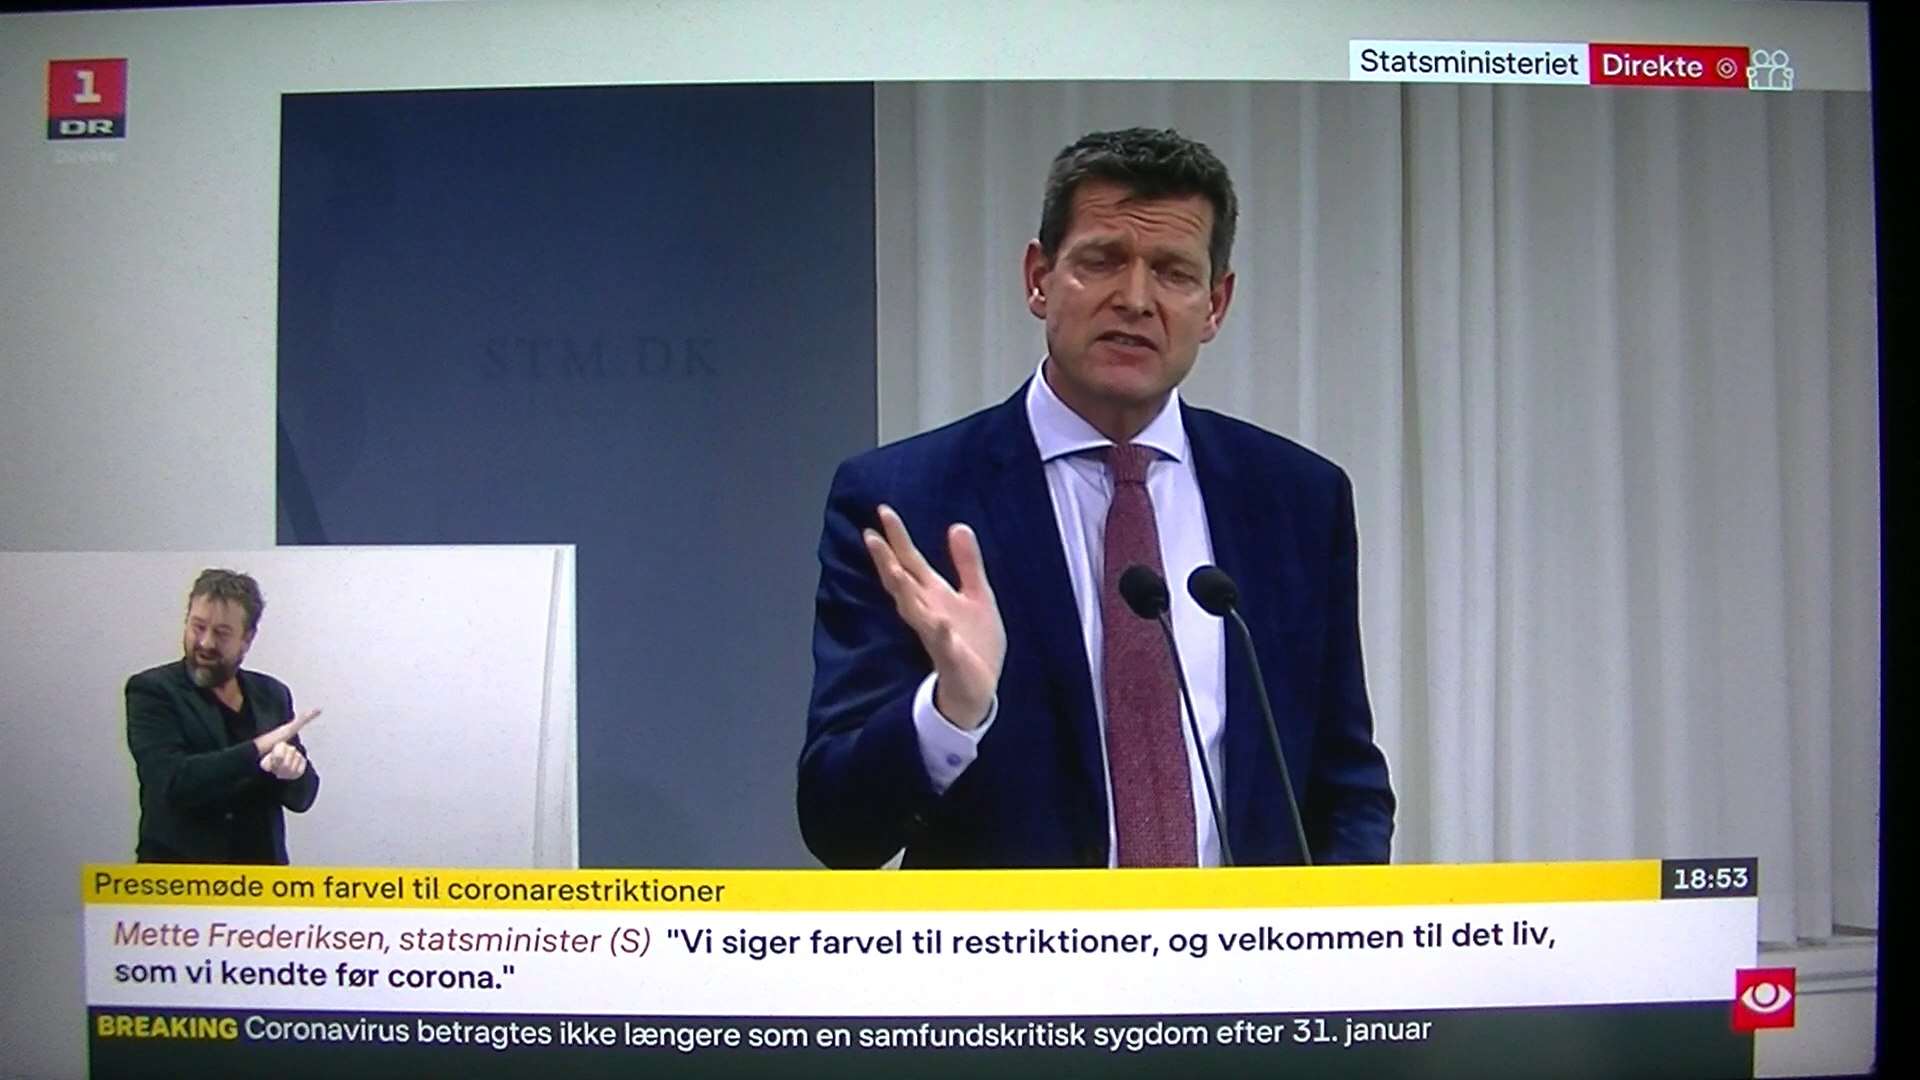 1
DR
Direkte
Statsministeriet Direkte
STM.DK
Pressemøde om farvel til coronarestriktioner
18:53
Mette Frederiksen, statsminister (S) "Vi siger farvel til restriktioner, og velkommen til det liv,
som vi kendte før corona."
BREAKING Coronavirus betragtes ikke længere som en samfundskritisk sygdom efter 31. januar